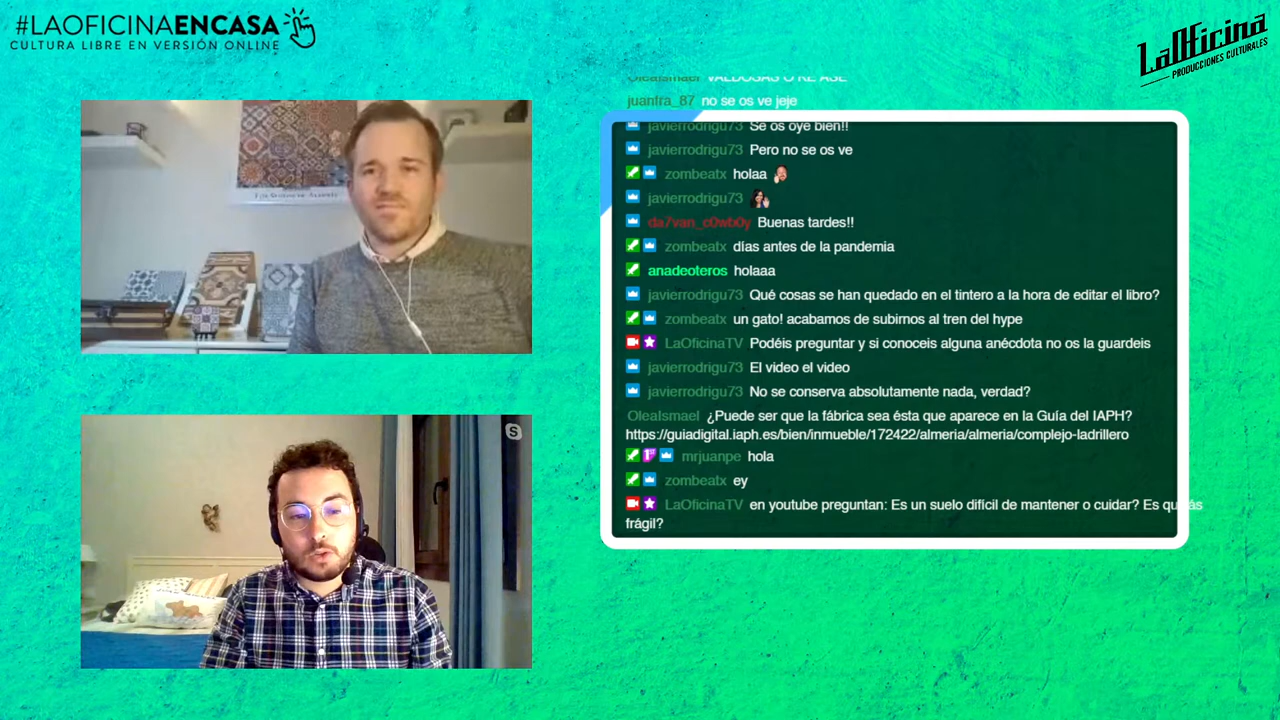 #LAOFICINAENCASA
CULTURA LIBRE EN VERSIÓN ONLINE
LaOficina
PRODUCCIONES CULTURALES
OleaIsmael VALDOSAS O KE ASE
juanfra_87 no se os ve jeje
javierrodrigu73 Se os oye bien!!
javierrodrigu73 Pero no se os ve
zombeatx holaa
javierrodrigu73
da7van_c0wb0y Buenas tardes!!
zombeatx días antes de la pandemia
anadeoteros holaaa
javierrodrigu73 Qué cosas se han quedado en el tintero a la hora de editar el libro?
zombeatx un gato! acabamos de subirnos al tren del hype
LaOficinaTV Podéis preguntar y si conoceis alguna anécdota no os la guardeis
javierrodrigu73 El video el video
javierrodrigu73 No se conserva absolutamente nada, verdad?
OleaIsmael ¿Puede ser que la fábrica sea ésta que aparece en la Guía del IAPH?
https://guiadigital.iaph.es/bien/inmueble/172422/almeria/almeria/complejo-ladrillero
mrjuanpe hola
zombeatx ey
LaOficinaTV en youtube preguntan: Es un suelo difícil de mantener o cuidar? Es
frágil?